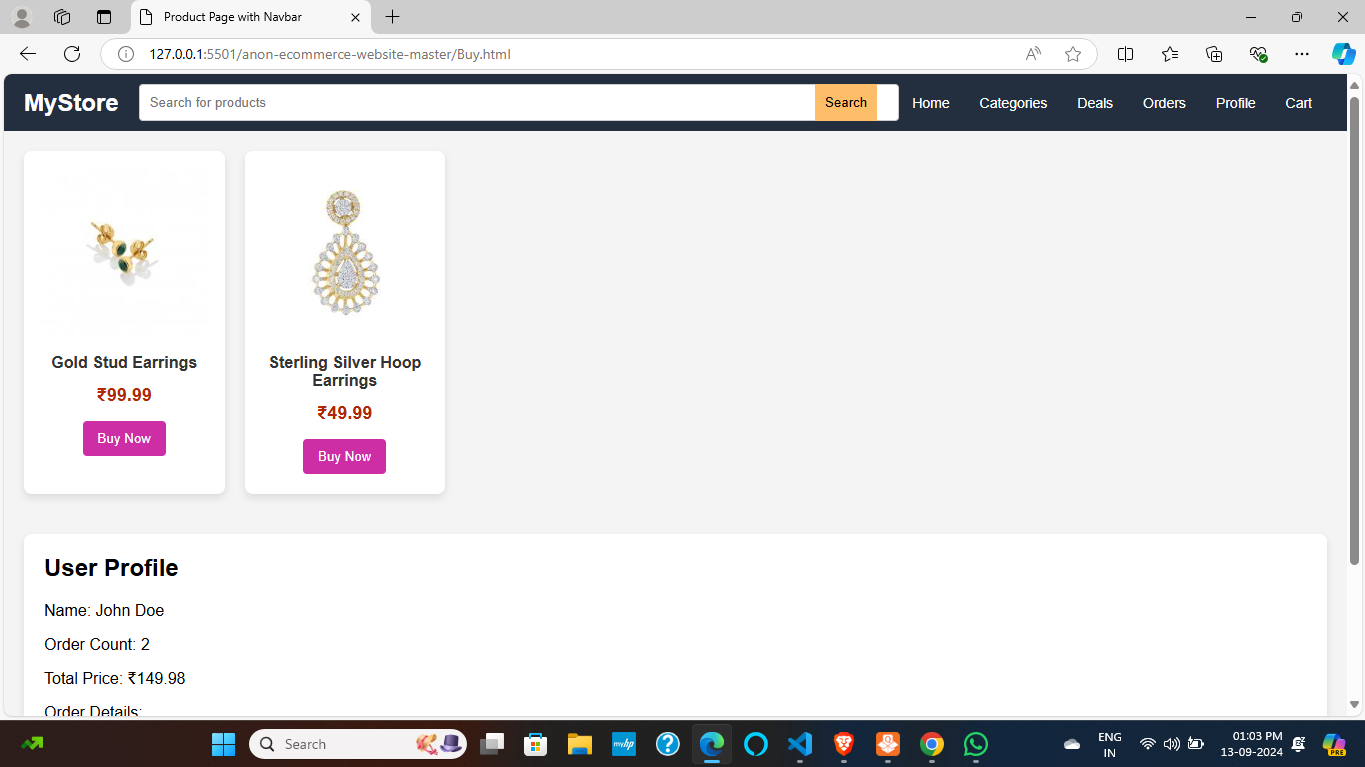 Product Page with Navbar
127.0.0.1:5501/anon-ecommerce-website-master/Buy.html
MyStore
Search for products
Search
Home
Categories
Deals
Orders
Profile
Cart
Gold Stud Earrings
₹99.99
Buy Now
Sterling Silver Hoop
Earrings
₹49.99
Buy Now
User Profile
Name: John Doe
Order Count: 2
Total Price: ₹149.98
Order Details:
Search
myhp
ENG
IN
01:03 PM
13-09-2024
PRE